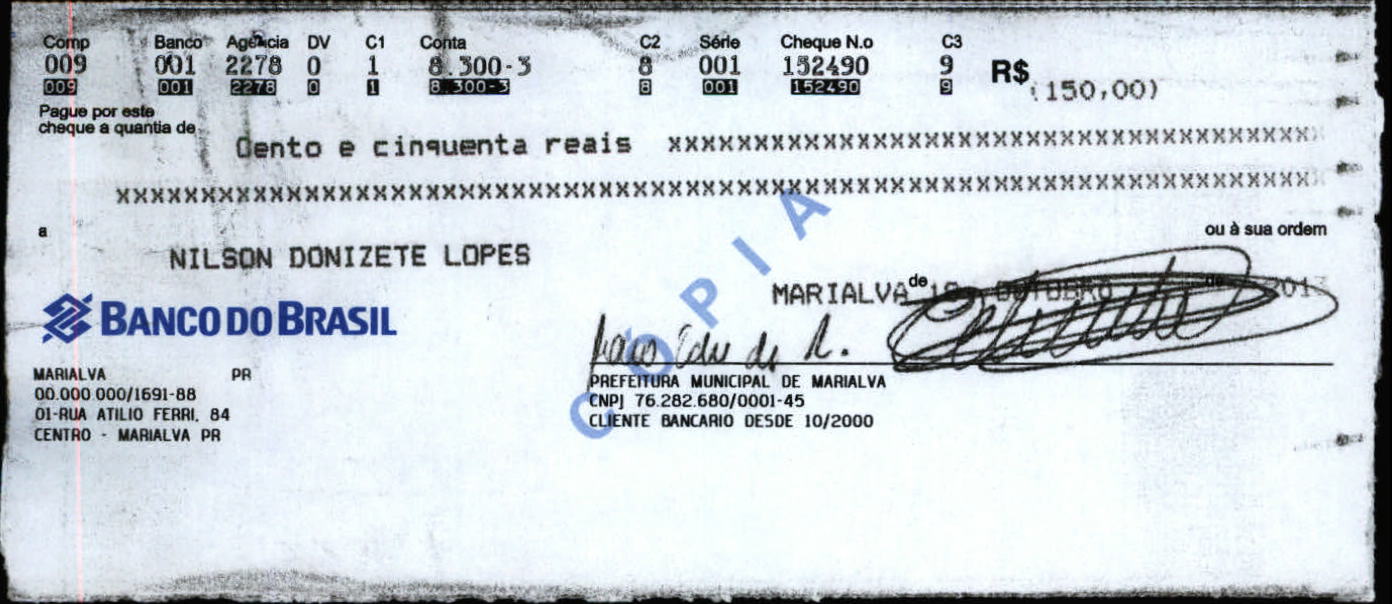 Comp Banco Agência DV C1 Conta C2 Série Cheque N.o C3
009 001 2278 0 1 8.300-3 8 001 152490 9 R$ (150,00)
009 001 2278 0 1 8.300-3 8 001 152490 9
Pague por este
cheque a quantia de
Cento e cinquenta reais xxxxxxxxxxxxxxxxxxxxxxxxxxxxxxxxxxxxxxxxxxxxxxxxx
xxxxxxxxxxxxxxxxxxxxxxxxxxxxxxxxxxxxxxxxxxxxxxxxxxxxxxxxxxxxxxxxxxxxxxxxxxxxxxxxxxxxxxxxxx
a ou à sua ordem
NILSON DONIZETE LOPES
MARIALVA de OUTUBRO de
BANCO DO BRASIL
CÓPIA
MARIALVA PR
00.000.000/1691-88
01-RUA ATILIO FERRI, 84
CENTRO - MARIALVA PR
PREFEITURA MUNICIPAL DE MARIALVA
CNPJ 76.282.680/0001-45
CLIENTE BANCARIO DESDE 10/2000